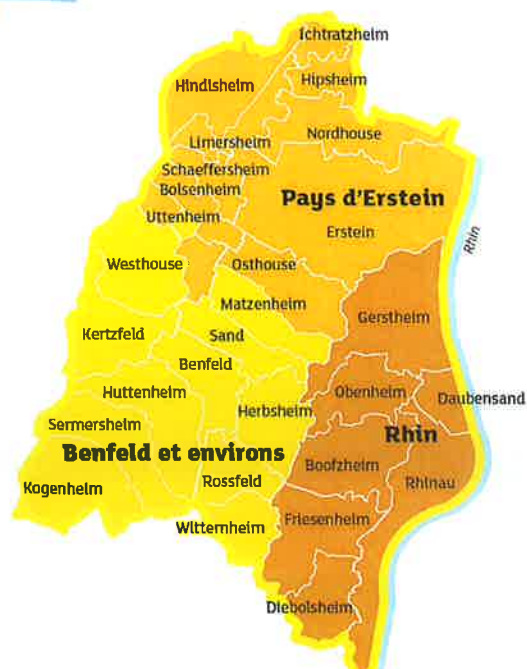 Ichtratzheim
Hipsheim
Hindisheim
Nordhouse
Limersheim
Schaeffersheim
Bolsenheim
Pays d'Erstein
Uttenheim
Erstein
Rhin
Westhouse
Osthouse
Matzenheim
Gerstheim
Kertzfeld
Sand
Benfeld
Huttenheim
Obenheim
Daubensand
Herbsheim
Sermersheim
Rhin
Benfeld et environs
Boofzheim
Rossfeld
Rhinau
Kogenheim
Friesenheim
Witternheim
Diebolsheim